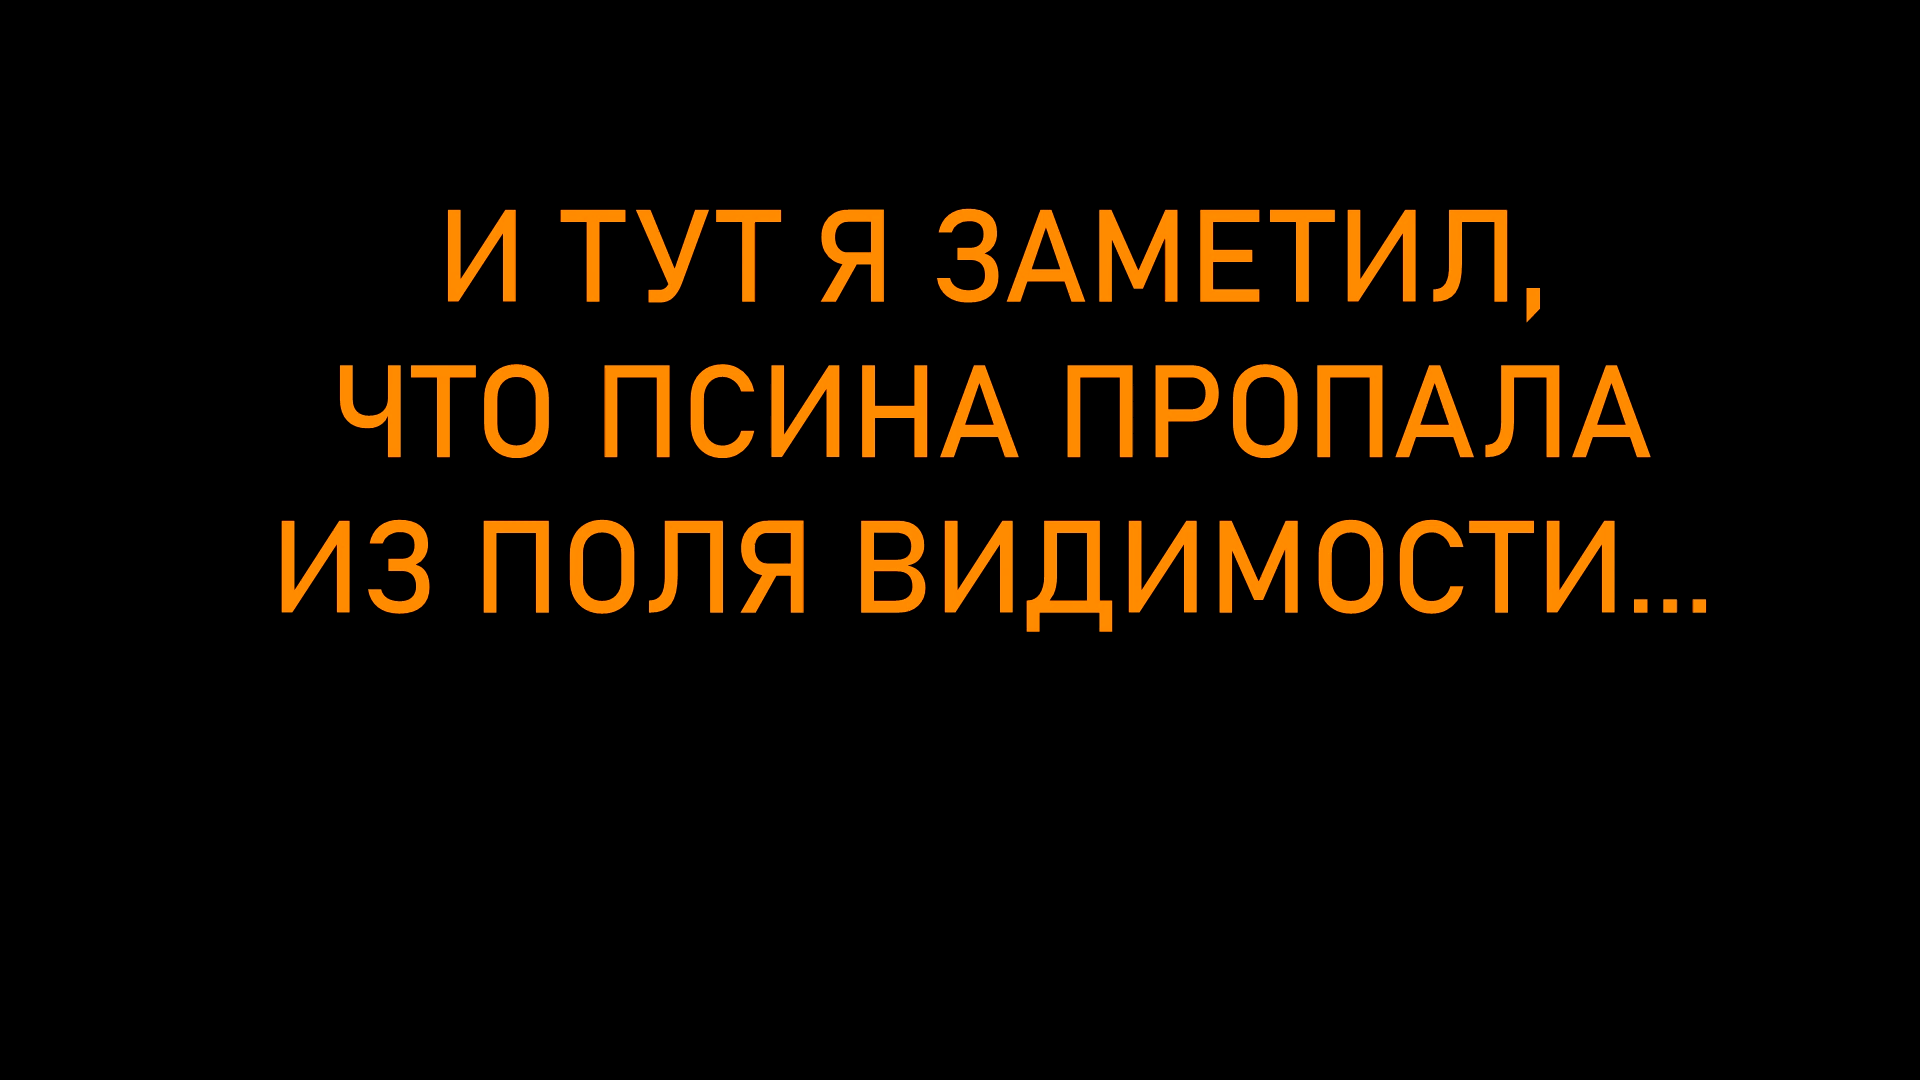 И ТУТ Я ЗАМЕТИЛ,
ЧТО ПСИНА ПРОПАЛА
ИЗ ПОЛЯ ВИДИМОСТИ...